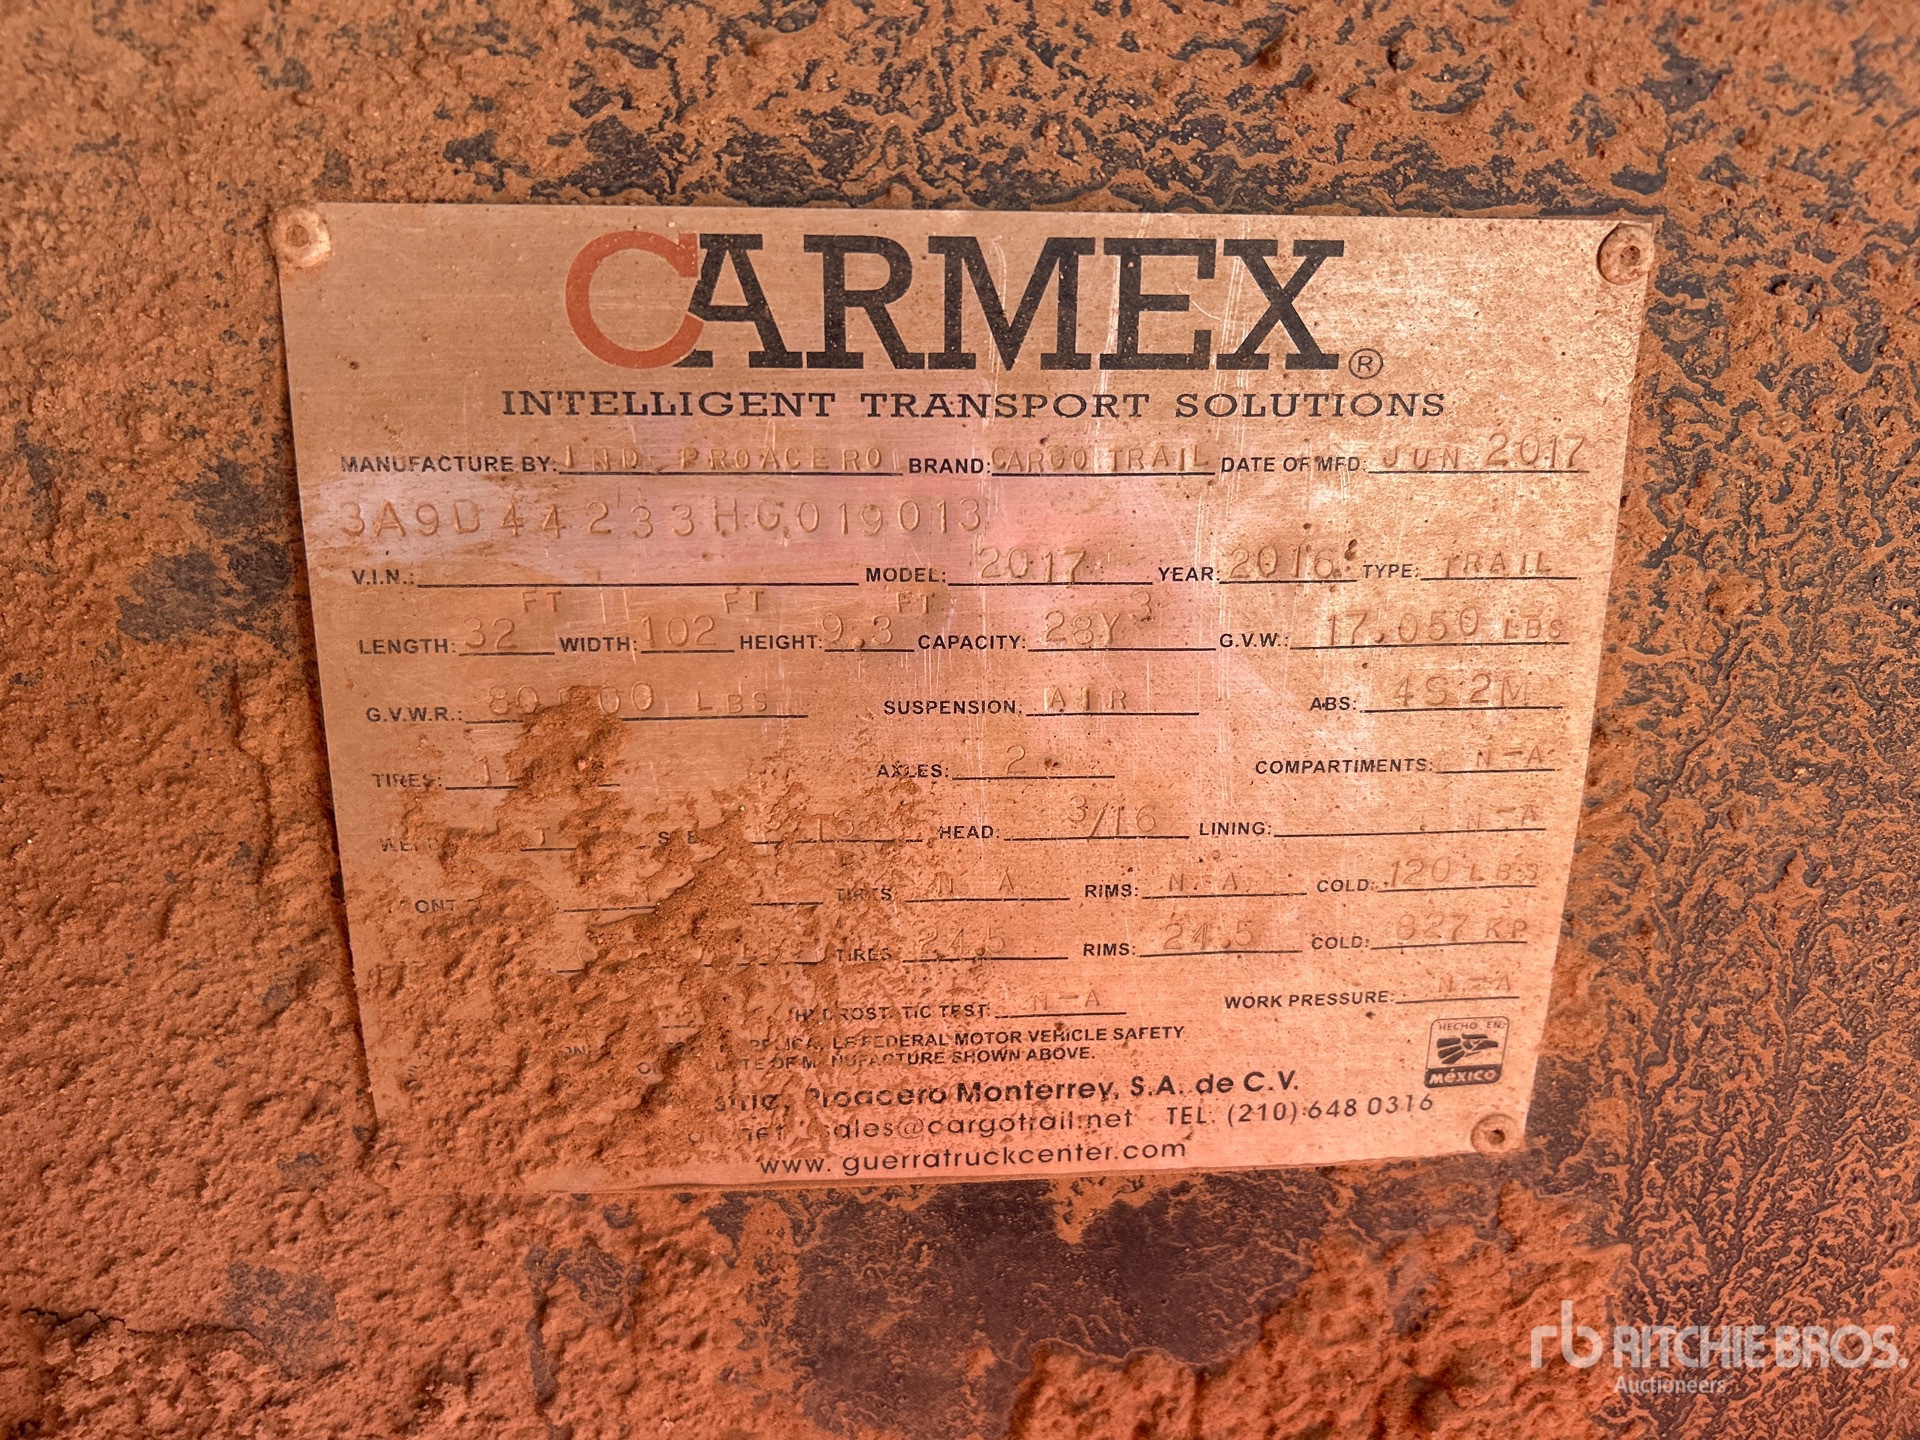 CARMEX®
INTELLIGENT TRANSPORT SOLUTIONS
MANUFACTURE BY: IND. PROACERO BRAND: CARGO TRAIL DATE OF MFD. JUN 2017
3A9D44233HG019013
V.I.N.: MODEL: 2017 YEAR: 2016 TYPE: TRAIL
FT FT FT
LENGTH: 32 WIDTH: 102 HEIGHT: 9.3 CAPACITY: 28Y3 G.V.W.: 17.050 LBS
G.V.W.R.: LBS SUSPENSION: AIR ABS: 4S2M
TIRES: AXLES: 2 COMPARTIMENTS: N-A
HEAD: 3/16 LINING: N-A
TIRES: N A RIMS: N-A COLD: 120 LBS
TIRES 24.5 RIMS: 24.5 COLD: 827 KP
TEST: N-A WORK PRESSURE: N-A
FEDERAL MOTOR VEHICLE SAFETY
OF MANUFACTURE SHOWN ABOVE.
Proacero Monterrey, S.A. de C.V.
sales@cargotrail.net TEL. (210) 648 0316
www.guerratruckcenter.com
HECHO EN
MÉXICO
rb RITCHIE BROS.
Auctioneers